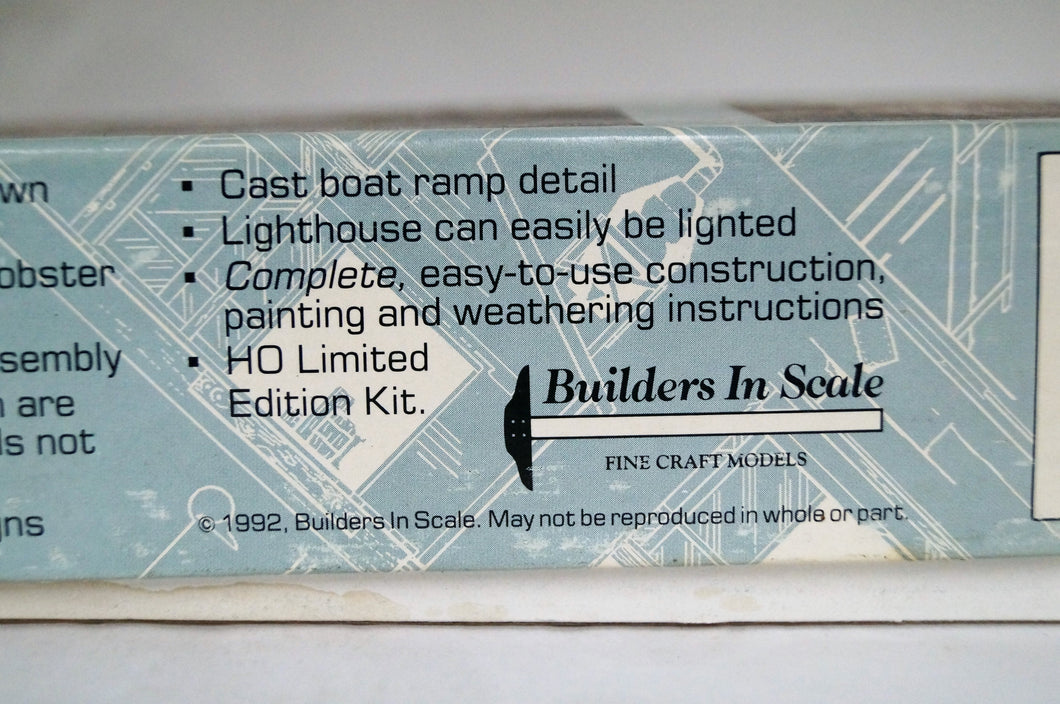 wn
obster
sembly
are
ls not
gns
▪ Cast boat ramp detail
▪ Lighthouse can easily be lignted
▪ Complete, easy-to-use construction,
painting and weathering instructions
▪ HO Limited
Edition Kit.
Builders In Scale
FINE CRAFT MODELS
© 1992, Builders In Scale. May not be reproduced in whole or part.